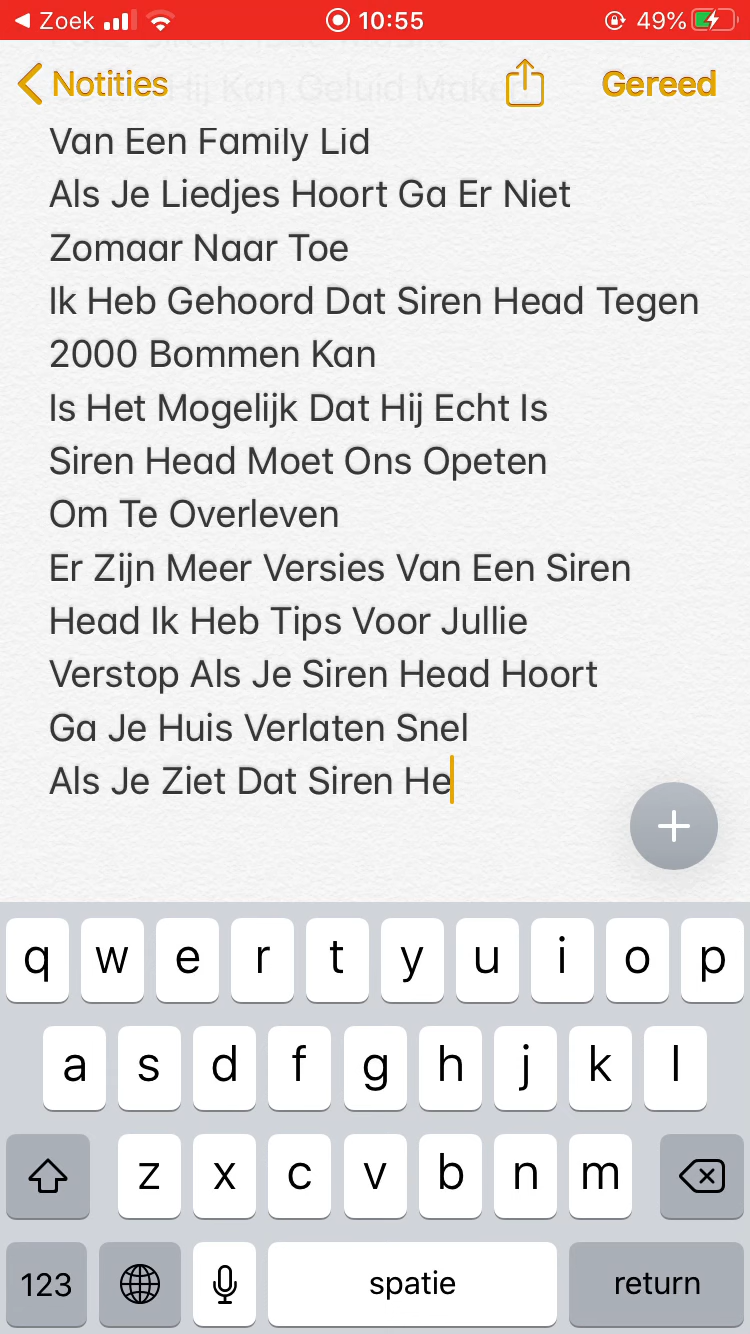 Zoek 10:55 49%
Notities Gereed
Hij Kan Geluid Make
Van Een Family Lid
Als Je Liedjes Hoort Ga Er Niet
Zomaar Naar Toe
Ik Heb Gehoord Dat Siren Head Tegen
2000 Bommen Kan
Is Het Mogelijk Dat Hij Echt Is
Siren Head Moet Ons Opeten
Om Te Overleven
Er Zijn Meer Versies Van Een Siren
Head Ik Heb Tips Voor Jullie
Verstop Als Je Siren Head Hoort
Ga Je Huis Verlaten Snel
Als Je Ziet Dat Siren He
q w e r t y u i o p
a s d f g h j k l
z x c v b n m
123 spatie return